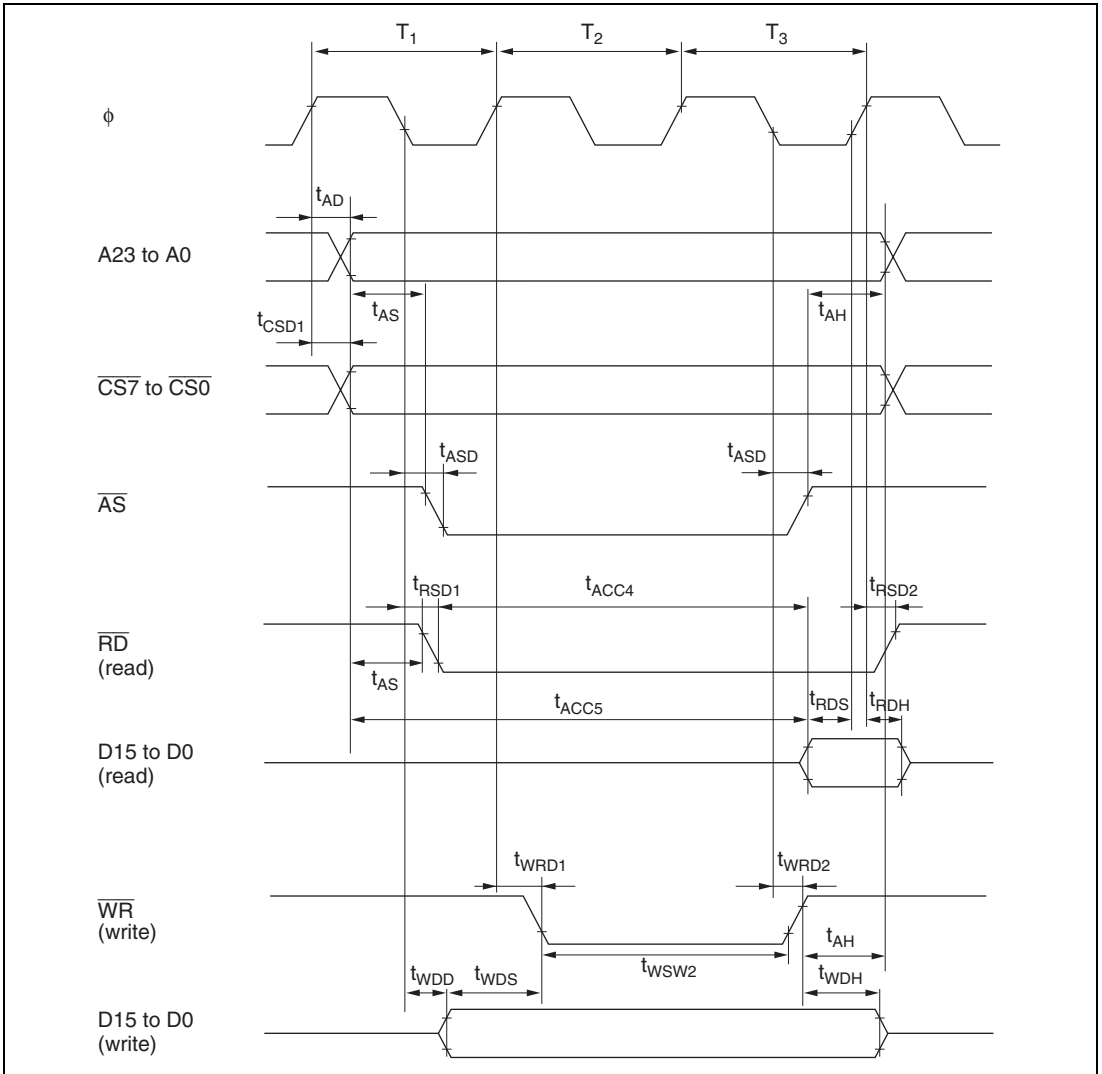 T1 T2 T3
ϕ
tAD
A23 to A0
tAS tAH
tCSD1
CS7 to CS0
tASD tASD
AS
tRSD1 tACC4 tRSD2
RD
(read)
tAS
tACC5 tRDS tRDH
D15 to D0
(read)
tWRD1 tWRD2
WR
(write)
tAH
tWSW2
tWDD tWDS tWDH
D15 to D0
(write)